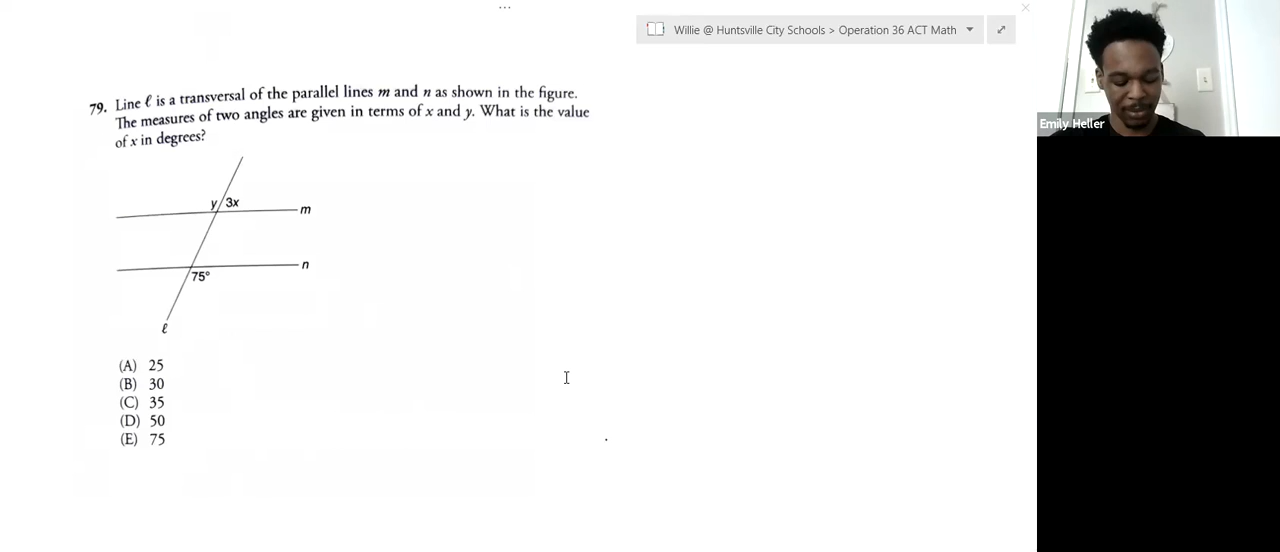 ...
Willie @ Huntsville City Schools > Operation 36 ACT Math
Emily Heller
79. Line ℓ is a transversal of the parallel lines m and n as shown in the figure.
The measures of two angles are given in terms of x and y. What is the value
of x in degrees?
y 3x
m
n
75°
ℓ
(A) 25
(B) 30
(C) 35
(D) 50
(E) 75